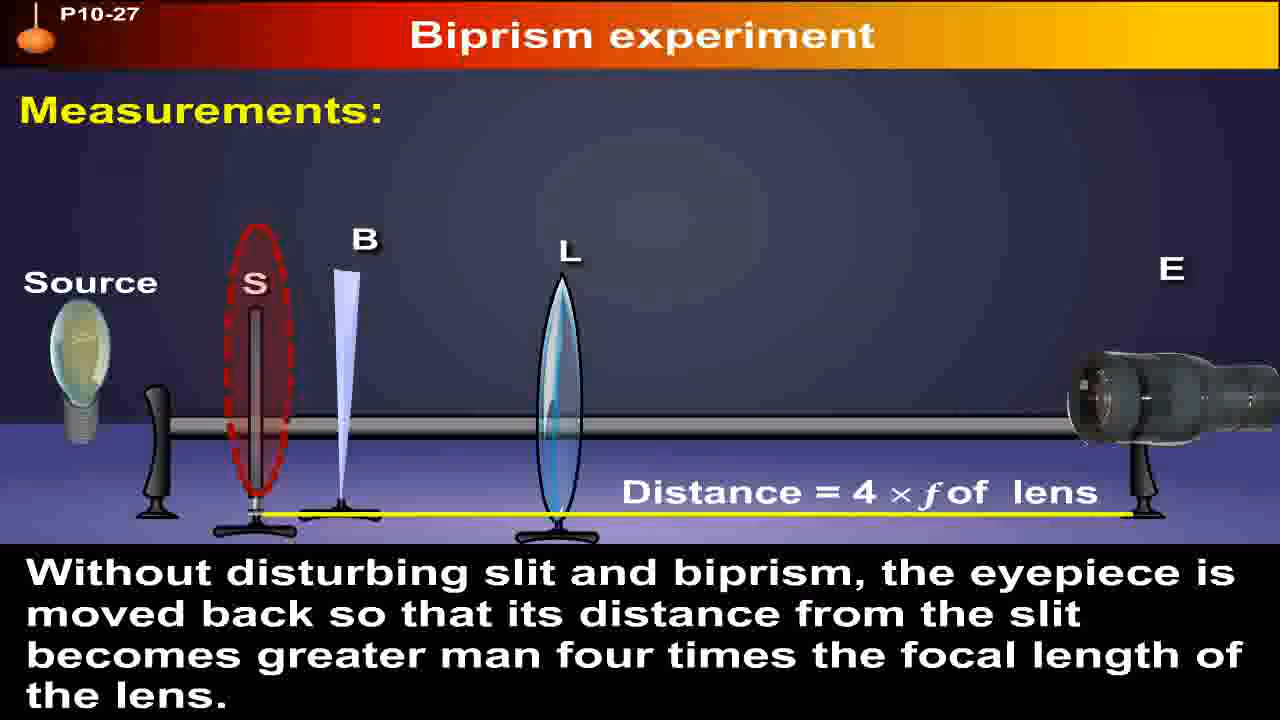 P10-27
Biprism experiment
Measurements:
B
L
E
Source
S
Distance = 4 × f of lens
Without disturbing slit and biprism, the eyepiece is
moved back so that its distance from the slit
becomes greater man four times the focal length of
the lens.